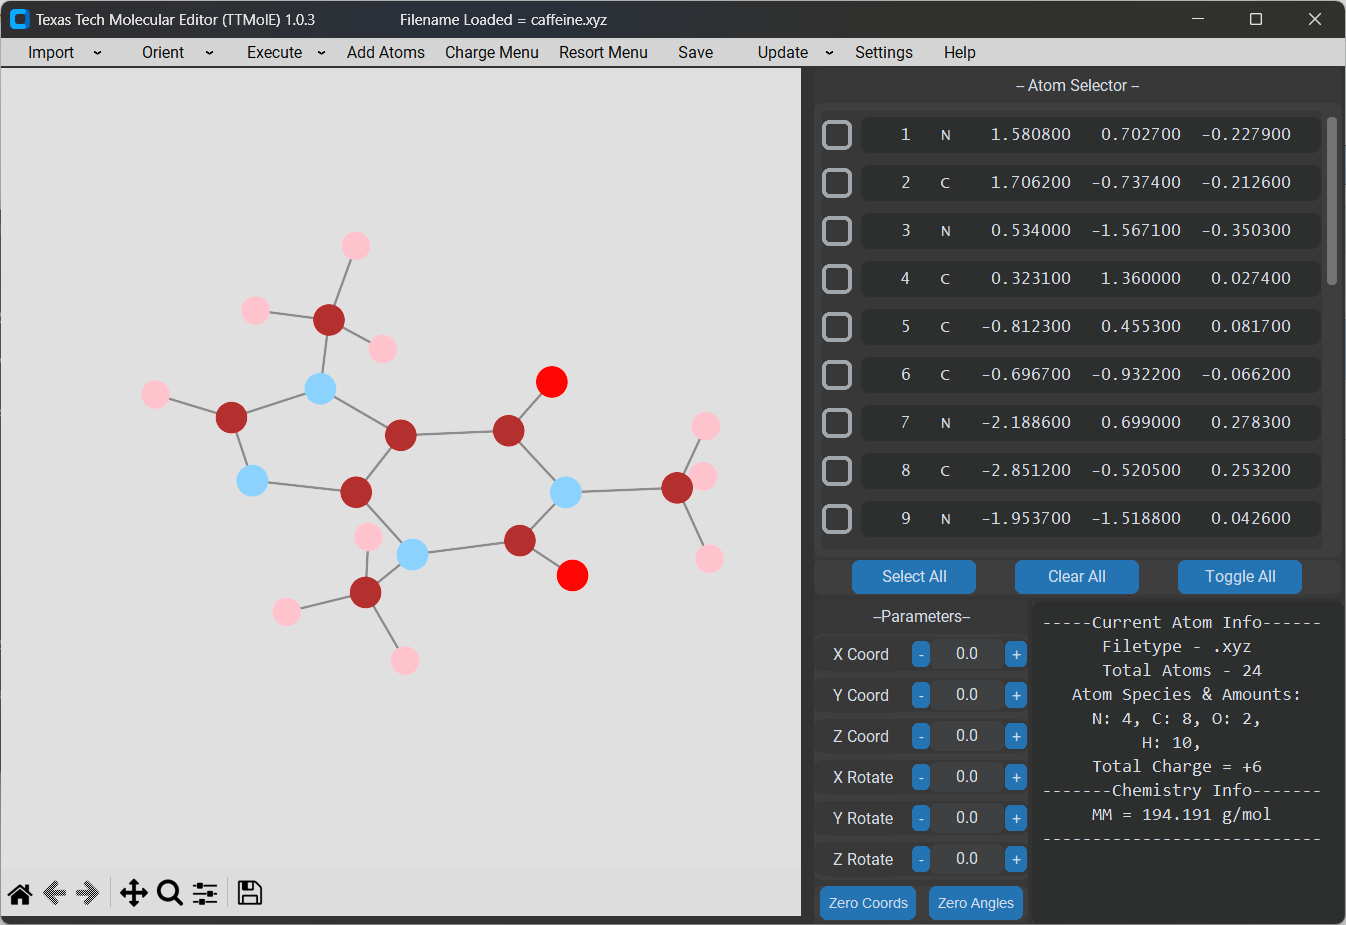 Texas Tech Molecular Editor (TTMolE) 1.0.3 Filename Loaded = caffeine.xyz
Import Orient Execute Add Atoms Charge Menu Resort Menu Save Update Settings Help
-- Atom Selector --
1 N 1.580800 0.702700 -0.227900
2 C 1.706200 -0.737400 -0.212600
3 N 0.534000 -1.567100 -0.350300
4 C 0.323100 1.360000 0.027400
5 C -0.812300 0.455300 0.081700
6 C -0.696700 -0.932200 -0.066200
7 N -2.188600 0.699000 0.278300
8 C -2.851200 -0.520500 0.253200
9 N -1.953700 -1.518800 0.042600
Select All Clear All Toggle All
--Parameters--
X Coord - 0.0 +
Y Coord - 0.0 +
Z Coord - 0.0 +
X Rotate - 0.0 +
Y Rotate - 0.0 +
Z Rotate - 0.0 +
Zero Coords Zero Angles
-----Current Atom Info------
Filetype - .xyz
Total Atoms - 24
Atom Species & Amounts:
N: 4, C: 8, O: 2,
H: 10,
Total Charge = +6
-------Chemistry Info-------
MM = 194.191 g/mol
----------------------------